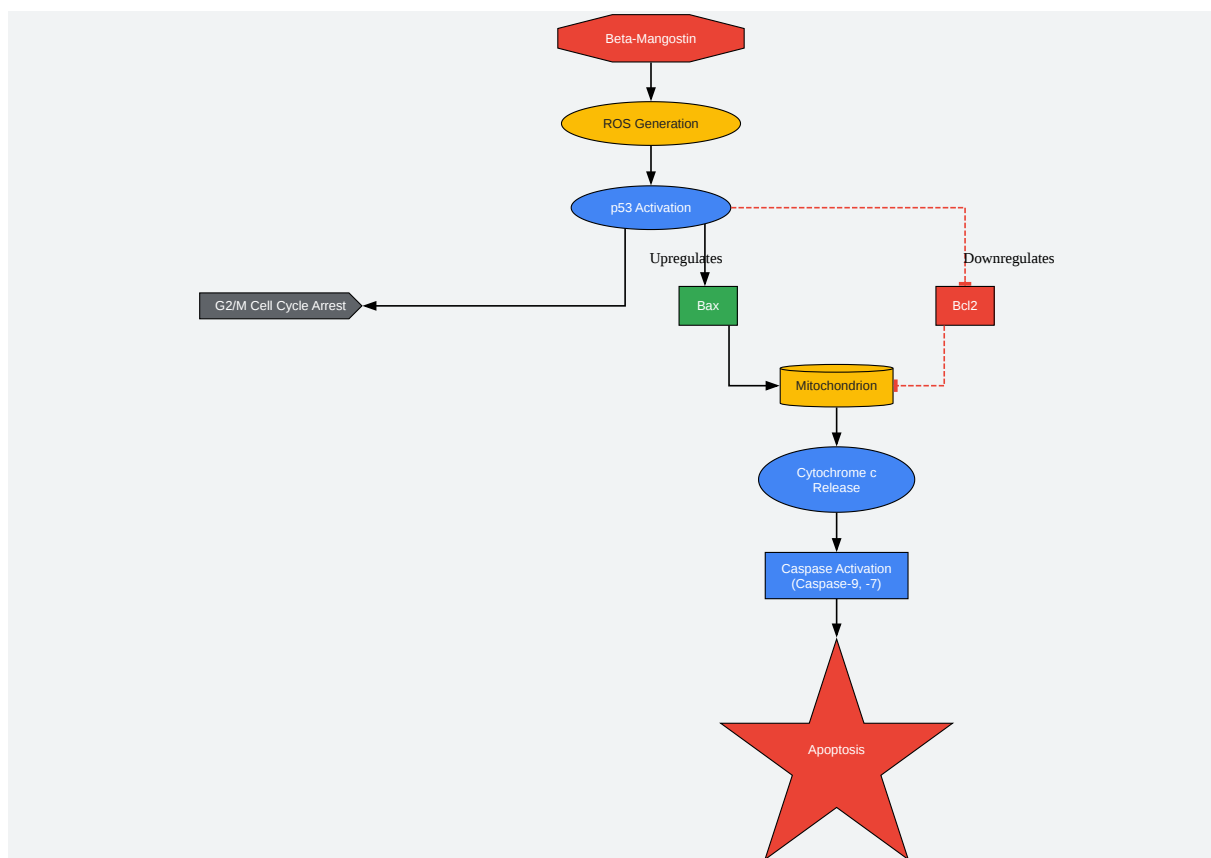 Beta-Mangostin
ROS Generation
p53 Activation
Upregulates
Downregulates
G2/M Cell Cycle Arrest
Bax
Bcl2
Mitochondrion
Cytochrome c
Release
Caspase Activation
(Caspase-9, -7)
Apoptosis